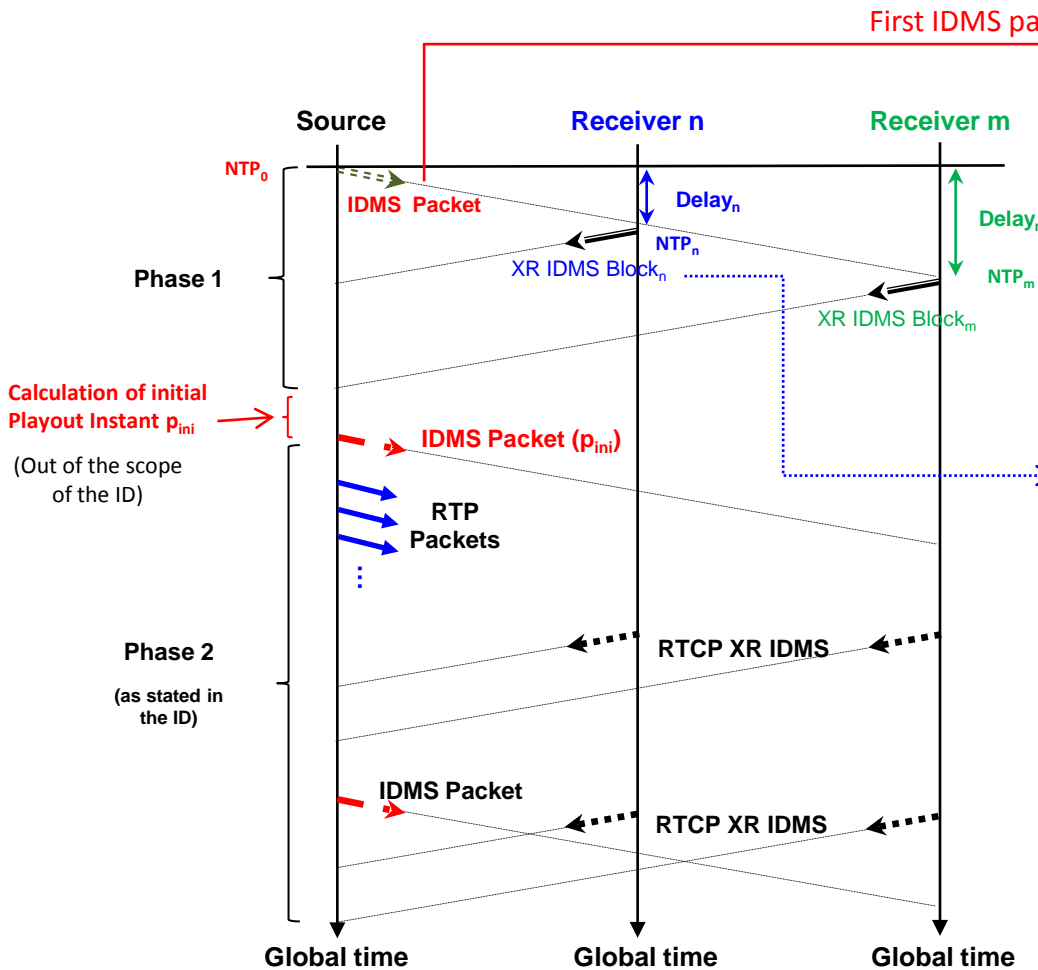 First IDMS pa
Source
Receiver n
Receiver m
NTP0
IDMS Packet
Delayn
Delay
NTPn
XR IDMS Blockn
NTPm
XR IDMS Blockm
Phase 1
Calculation of initial
Playout Instant pini
(Out of the scope
of the ID)
IDMS Packet (pini)
RTP
Packets
...
Phase 2
(as stated in
the ID)
RTCP XR IDMS
IDMS Packet
RTCP XR IDMS
Global time
Global time
Global time